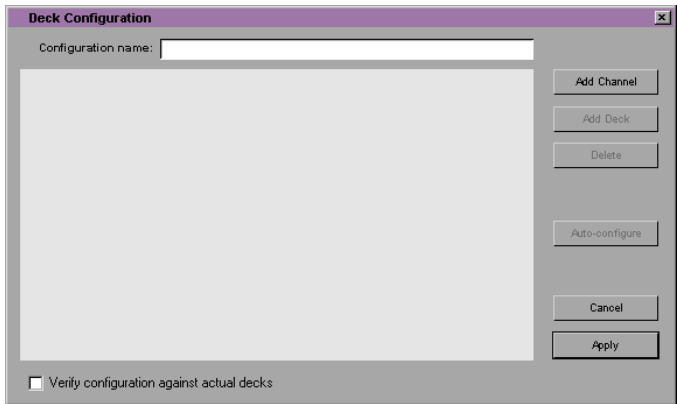 Deck Configuration
Configuration name:
Add Channel
Add Deck
Delete
Auto-configure
Cancel
Apply
Verify configuration against actual decks